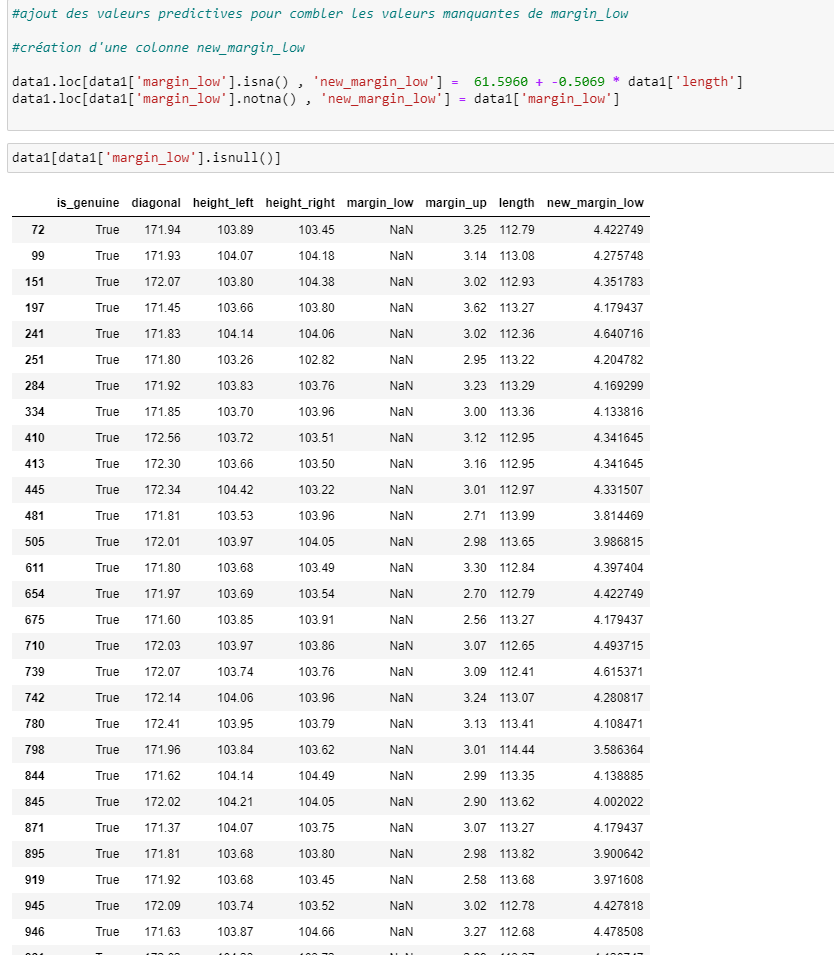 #ajout des valeurs predictives pour combler les valeurs manquantes de margin_low
#création d'une colonne new_margin_low
data1.loc[data1['margin_low'].isna() , 'new_margin_low'] =  61.5960 + -0.5069 * data1['length']
data1.loc[data1['margin_low'].notna() , 'new_margin_low'] = data1['margin_low']
data1[data1['margin_low'].isnull()]
is_genuine diagonal height_left height_right margin_low margin_up length new_margin_low
72 True 171.94 103.89 103.45 NaN 3.25 112.79 4.422749
99 True 171.93 104.07 104.18 NaN 3.14 113.08 4.275748
151 True 172.07 103.80 104.38 NaN 3.02 112.93 4.351783
197 True 171.45 103.66 103.80 NaN 3.62 113.27 4.179437
241 True 171.83 104.14 104.06 NaN 3.02 112.36 4.640716
251 True 171.80 103.26 102.82 NaN 2.95 113.22 4.204782
284 True 171.92 103.83 103.76 NaN 3.23 113.29 4.169299
334 True 171.85 103.70 103.96 NaN 3.00 113.36 4.133816
410 True 172.56 103.72 103.51 NaN 3.12 112.95 4.341645
413 True 172.30 103.66 103.50 NaN 3.16 112.95 4.341645
445 True 172.34 104.42 103.22 NaN 3.01 112.97 4.331507
481 True 171.81 103.53 103.96 NaN 2.71 113.99 3.814469
505 True 172.01 103.97 104.05 NaN 2.98 113.65 3.986815
611 True 171.80 103.68 103.49 NaN 3.30 112.84 4.397404
654 True 171.97 103.69 103.54 NaN 2.70 112.79 4.422749
675 True 171.60 103.85 103.91 NaN 2.56 113.27 4.179437
710 True 172.03 103.97 103.86 NaN 3.07 112.65 4.493715
739 True 172.07 103.74 103.76 NaN 3.09 112.41 4.615371
742 True 172.14 104.06 103.96 NaN 3.24 113.07 4.280817
780 True 172.41 103.95 103.79 NaN 3.13 113.41 4.108471
798 True 171.96 103.84 103.62 NaN 3.01 114.44 3.586364
844 True 171.62 104.14 104.49 NaN 2.99 113.35 4.138885
845 True 172.02 104.21 104.05 NaN 2.90 113.62 4.002022
871 True 171.37 104.07 103.75 NaN 3.07 113.27 4.179437
895 True 171.81 103.68 103.80 NaN 2.98 113.82 3.900642
919 True 171.92 103.68 103.45 NaN 2.58 113.68 3.971608
945 True 172.09 103.74 103.52 NaN 3.02 112.78 4.427818
946 True 171.63 103.87 104.66 NaN 3.27 112.68 4.478508